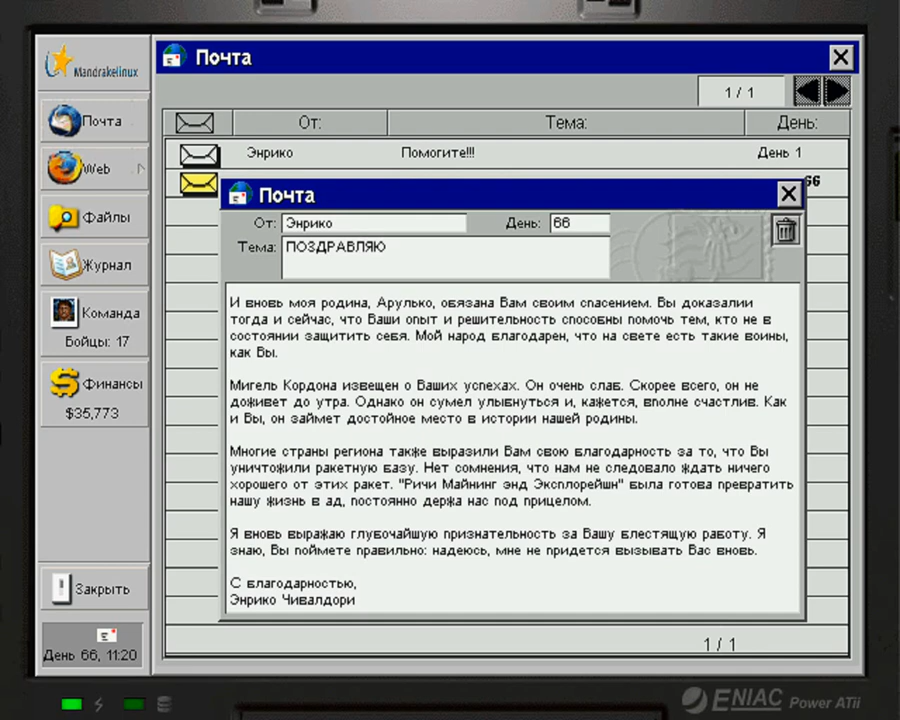 Mandrakelinux
Почта
Web
Файлы
Журнал
Команда
Бойцы: 17
Финансы
$35,773
Закрыть
День 66, 11:20
Почта
1 / 1
От:
Тема:
День:
Энрико
Помогите!!!
День 1
66
Почта
От: Энрико
День: 66
Тема: ПОЗДРАВЛЯЮ
И вновь моя родина, Арулько, обязана Вам своим спасением. Вы доказали
тогда и сейчас, что Ваши опыт и решительность способны помочь тем, кто не в
состоянии защитить себя. Мой народ благодарен, что на свете есть такие воины,
как Вы.
Мигель Кордона извещен о Ваших успехах. Он очень слаб. Скорее всего, он не
доживет до утра. Однако он сумел улыбнуться и, кажется, вполне счастлив. Как
и Вы, он займет достойное место в истории нашей родины.
Многие страны региона также выразили Вам свою благодарность за то, что Вы
уничтожили ракетную базу. Нет сомнения, что нам не следовало ждать ничего
хорошего от этих ракет. "Ричи Майнинг энд Эксплорейшн" была готова превратить
нашу жизнь в ад, постоянно держа нас под прицелом.
Я вновь выражаю глубочайшую признательность за Вашу блестящую работу. Я
знаю, Вы поймете правильно: надеюсь, мне не придется вызывать Вас вновь.
С благодарностью,
Энрико Чивалдори
1 / 1
ENIAC Power ATii